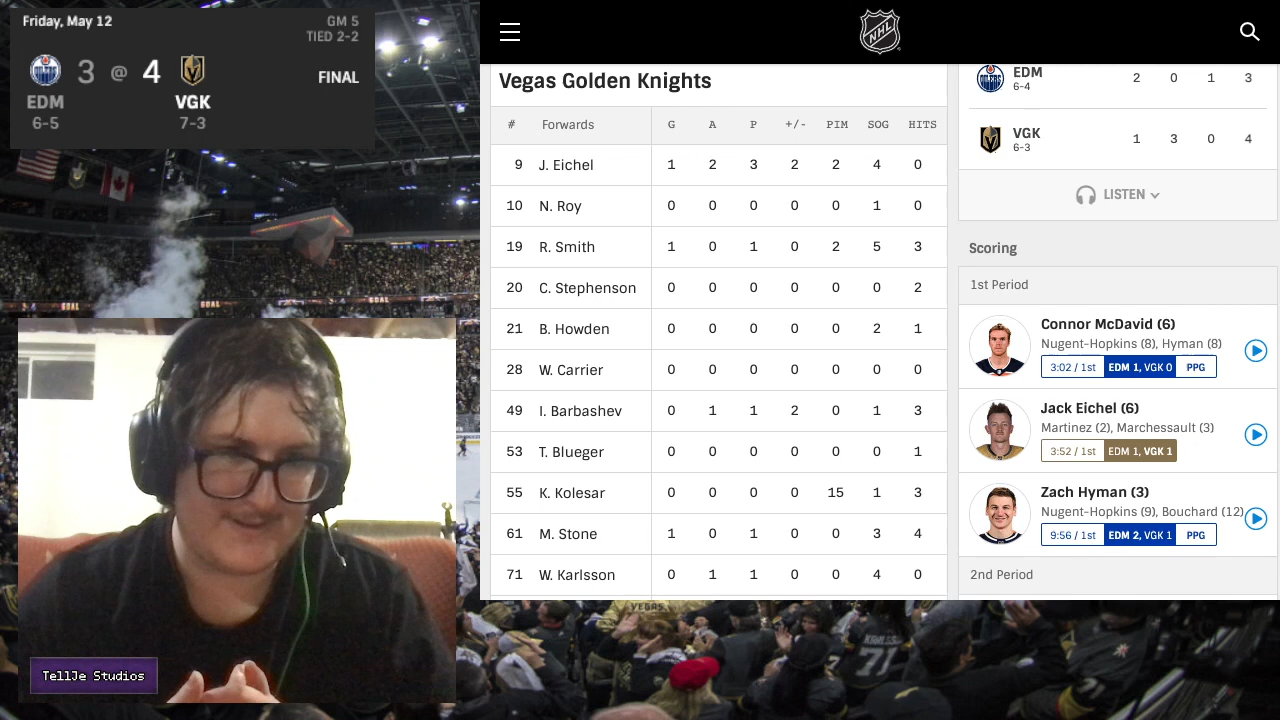 Friday, May 12
GM 5
TIED 2-2
3 @ 4
FINAL
EDM
VGK
6-5
7-3
GOAL
GOAL
TellJe Studios
NHL
Vegas Golden Knights
# Forwards G A P +/- PIM SOG HITS
9 J. Eichel 1 2 3 2 2 4 0
10 N. Roy 0 0 0 0 0 1 0
19 R. Smith 1 0 1 0 2 5 3
20 C. Stephenson 0 0 0 0 0 0 2
21 B. Howden 0 0 0 0 0 2 1
28 W. Carrier 0 0 0 0 0 0 0
49 I. Barbashev 0 1 1 2 0 1 3
53 T. Blueger 0 0 0 0 0 0 1
55 K. Kolesar 0 0 0 0 15 1 3
61 M. Stone 1 0 1 0 0 3 4
71 W. Karlsson 0 1 1 0 0 4 0
EDM 2 0 1 3
6-4
VGK 1 3 0 4
6-3
LISTEN
Scoring
1st Period
Connor McDavid (6)
Nugent-Hopkins (8), Hyman (8)
3:02 / 1st EDM 1, VGK 0 PPG
Jack Eichel (6)
Martinez (2), Marchessault (3)
3:52 / 1st EDM 1, VGK 1
Zach Hyman (3)
Nugent-Hopkins (9), Bouchard (12)
9:56 / 1st EDM 2, VGK 1 PPG
2nd Period
VEGAS
KARLSSON
71